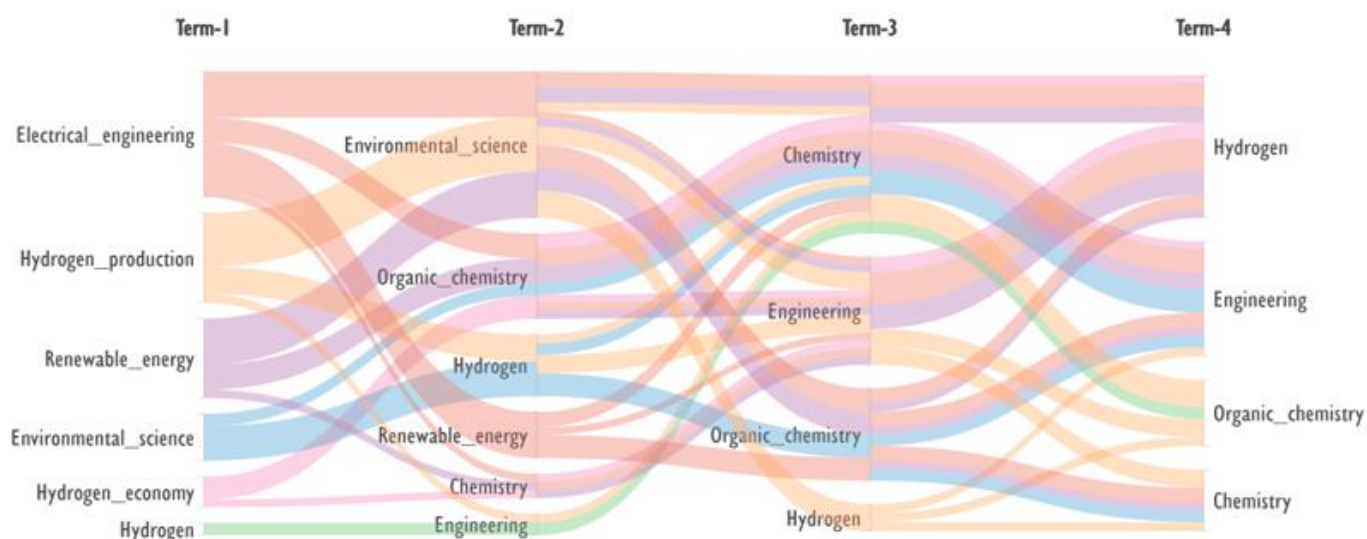 Term-1
Term-2
Term-3
Term-4
Electrical_engineering
Hydrogen_production
Renewable_energy
Environmental_science
Hydrogen_economy
Hydrogen
Environmental_science
Organic_chemistry
Hydrogen
Renewable_energy
Chemistry
Engineering
Chemistry
Engineering
Organic_chemistry
Hydrogen
Hydrogen
Engineering
Organic_chemistry
Chemistry